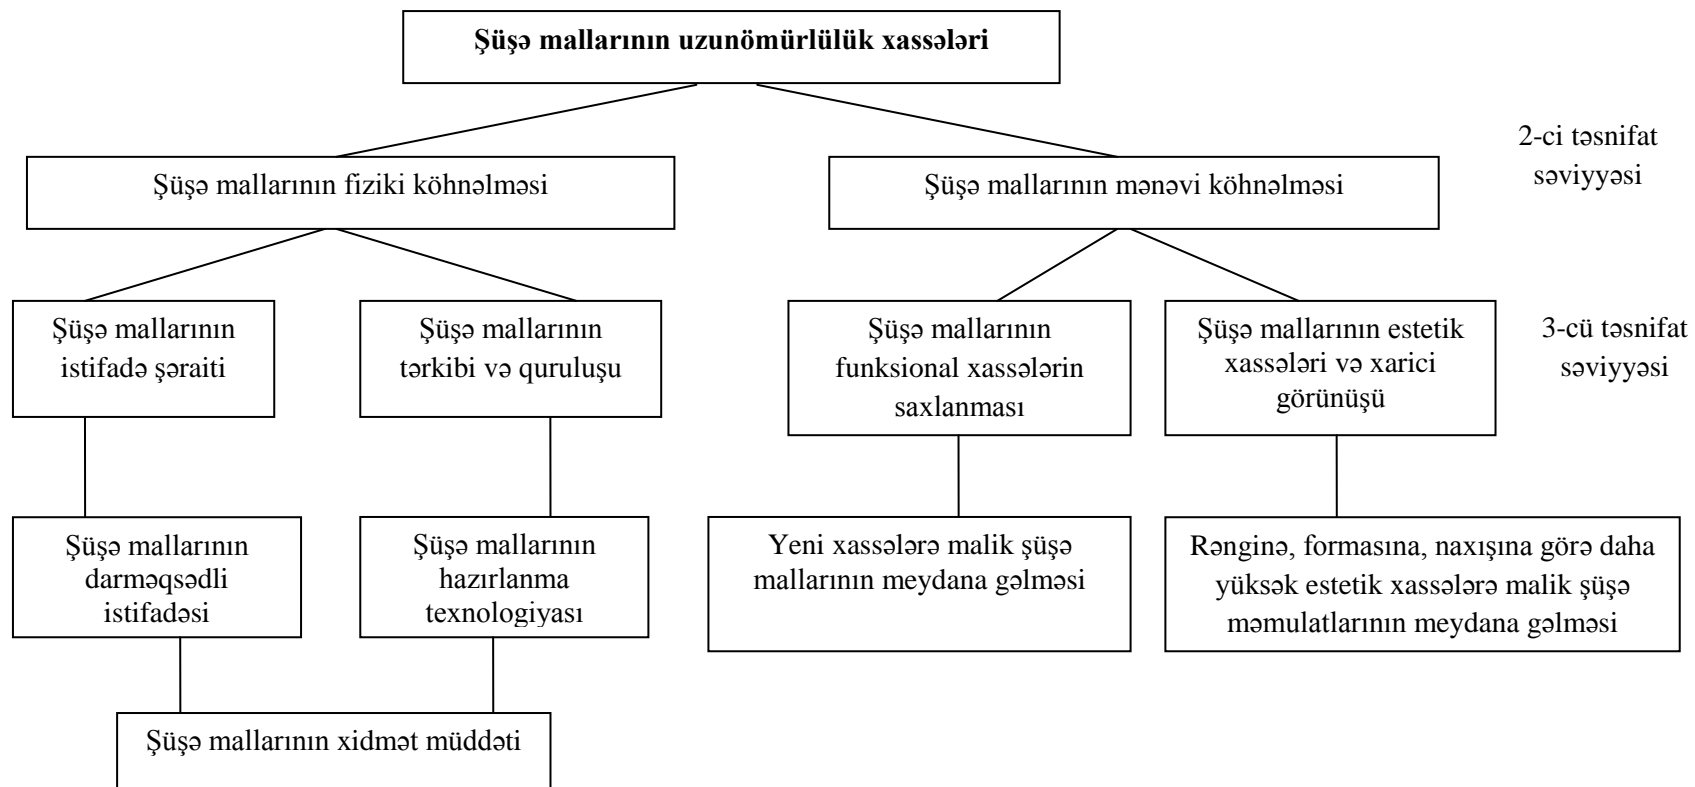 Şüşə mallarının uzunömürlülük xassələri
2-ci təsnifat
səviyyəsi
Şüşə mallarının fiziki köhnəlməsi
Şüşə mallarının mənəvi köhnəlməsi
Şüşə mallarının
istifadə şəraiti
Şüşə mallarının
tərkibi və quruluşu
Şüşə mallarının
funksional xassələrin
saxlanması
Şüşə mallarının estetik
xassələri və xarici
görünüşü
3-cü təsnifat
səviyyəsi
Şüşə mallarının
darməqsədli
istifadəsi
Şüşə mallarının
hazırlanma
texnologiyası
Yeni xassələrə malik şüşə
mallarının meydana gəlməsi
Rənginə, formasına, naxışına görə daha
yüksək estetik xassələrə malik şüşə
məmulatlarının meydana gəlməsi
Şüşə mallarının xidmət müddəti